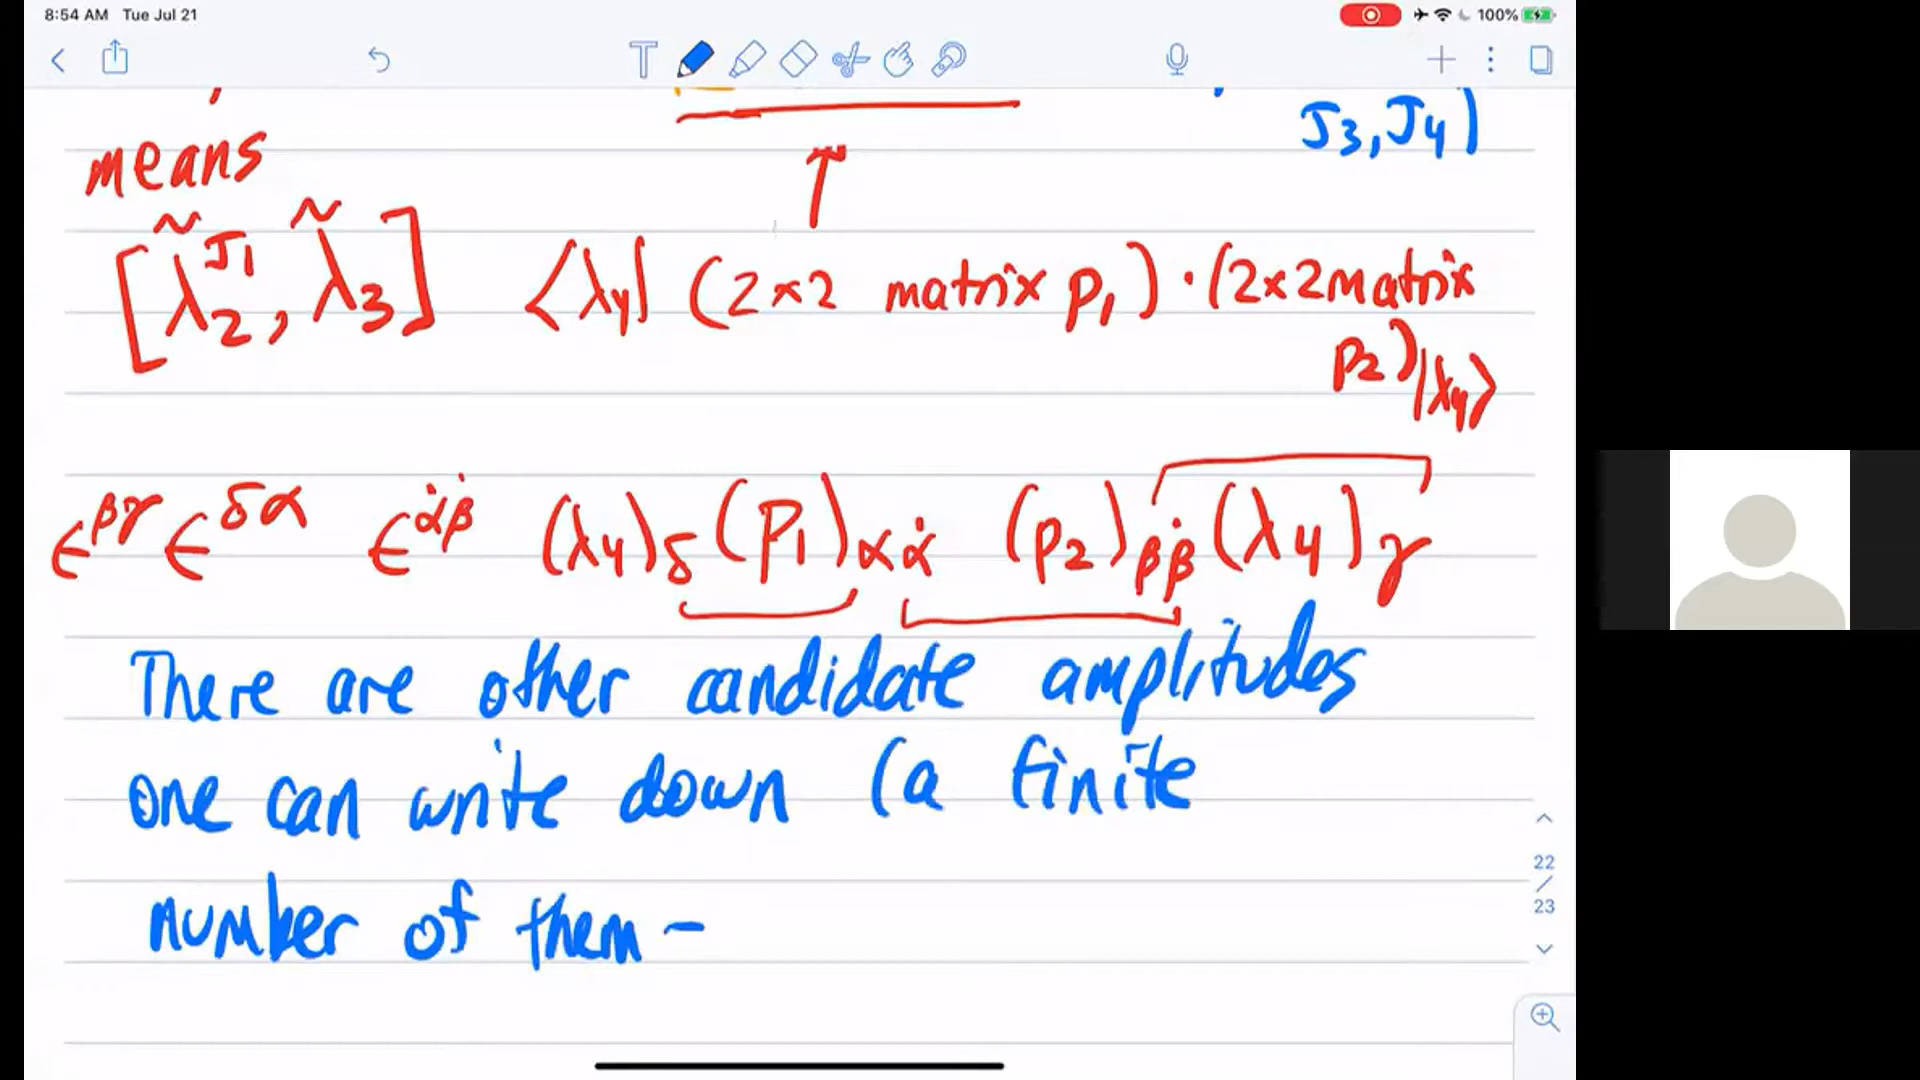 8:54 AM Tue Jul 21
100%
J3, J4)
means
[λ̃₂^{J1}, λ̃₃] ⟨λ4| (2×2 matrix p₁) · (2×2 matrix
p₂)|λ4⟩
ϵ^{βγ} ϵ^{δα} ϵ^{α̇β̇} (λ4)_δ (p₁)_{αα̇} (p₂)_{ββ̇} (λ4)_γ
There are other candidate amplitudes
one can write down (a finite
number of them -
22
/
23